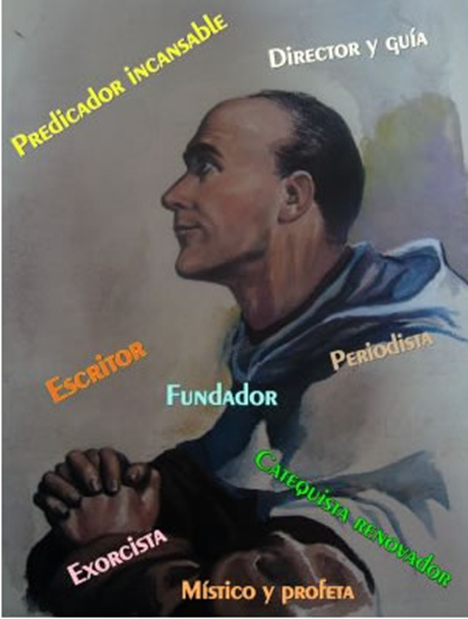 Predicador incansable
Director y guía
Escritor
Periodista
Fundador
Catequista renovador
Exorcista
Místico y profeta